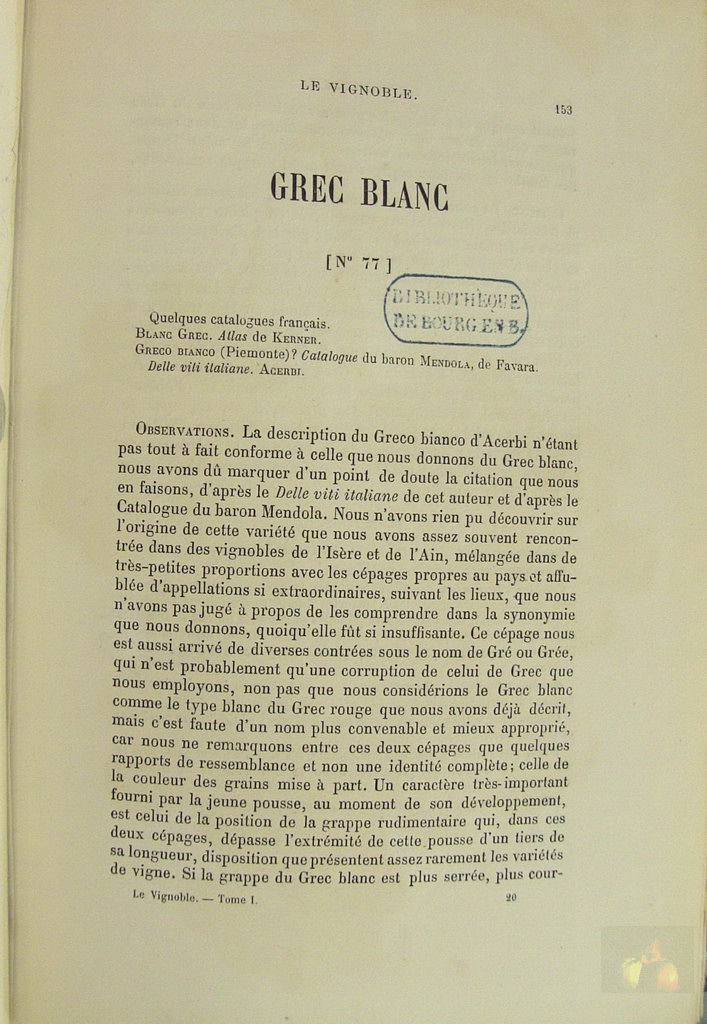 LE VIGNOBLE.
153
GREC BLANC
[Nº 77]
BIBLIOTHÈQUE
DE BOURG EN B.
Quelques catalogues français.
BLANC GREC. Atlas de KERNER.
GRECO BIANCO (Piemonte)? Catalogue du baron MENDOLA, de Favara.
Delle viti italiane. ACERBI.
OBSERVATIONS. La description du Greco bianco d'Acerbi n'étant
pas tout à fait conforme à celle que nous donnons du Grec blanc,
nous avons dû marquer d'un point de doute la citation que nous
en faisons, d'après le Delle viti italiane de cet auteur et d'après le
Catalogue du baron Mendola. Nous n'avons rien pu découvrir sur
l'origine de cette variété que nous avons assez souvent rencon-
trée dans des vignobles de l'Isère et de l'Ain, mélangée dans de
très-petites proportions avec les cépages propres au pays et affu-
blée d'appellations si extraordinaires, suivant les lieux, que nous
n'avons pas jugé à propos de les comprendre dans la synonymie
que nous donnons, quoiqu'elle fût si insuffisante. Ce cépage nous
est aussi arrivé de diverses contrées sous le nom de Gré ou Grée,
qui n'est probablement qu'une corruption de celui de Grec que
nous employons, non pas que nous considérions le Grec blanc
comme le type blanc du Grec rouge que nous avons déjà décrit,
mais c'est faute d'un nom plus convenable et mieux approprié,
car nous ne remarquons entre ces deux cépages que quelques
rapports de ressemblance et non une identité complète; celle de
la couleur des grains mise à part. Un caractère très-important
fourni par la jeune pousse, au moment de son développement,
est celui de la position de la grappe rudimentaire qui, dans ces
deux cépages, dépasse l'extrémité de cette pousse d'un tiers de
sa longueur, disposition que présentent assez rarement les variétés
de vigne. Si la grappe du Grec blanc est plus serrée, plus cour-
Le Vignoble. — Tome I.
20